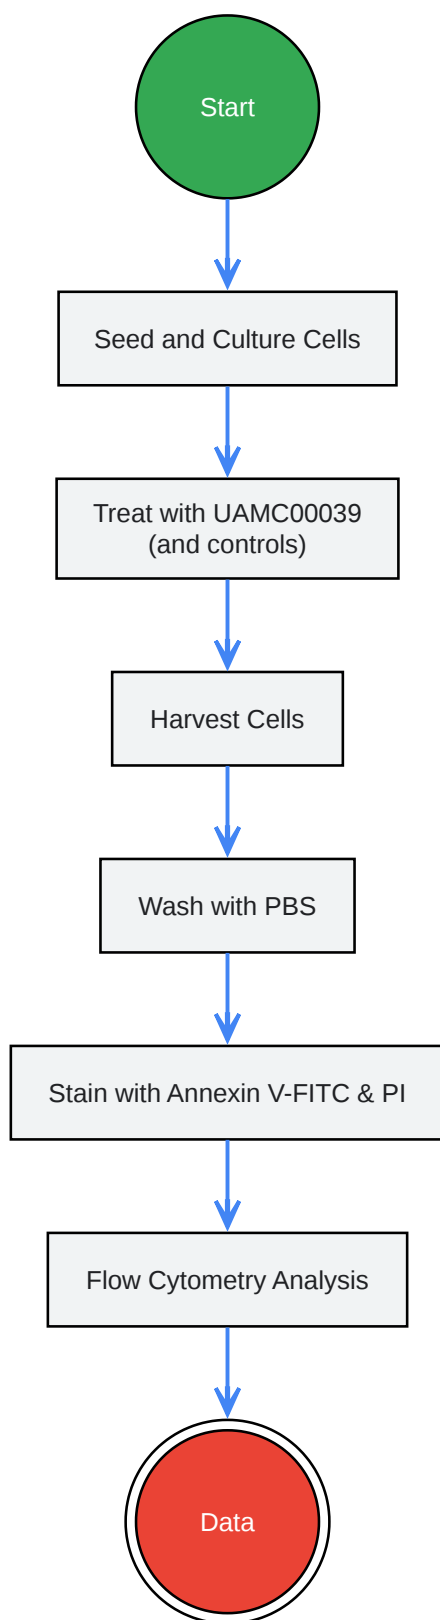 Start
Seed and Culture Cells
Treat with UAMC00039
(and controls)
Harvest Cells
Wash with PBS
Stain with Annexin V-FITC & PI
Flow Cytometry Analysis
Data